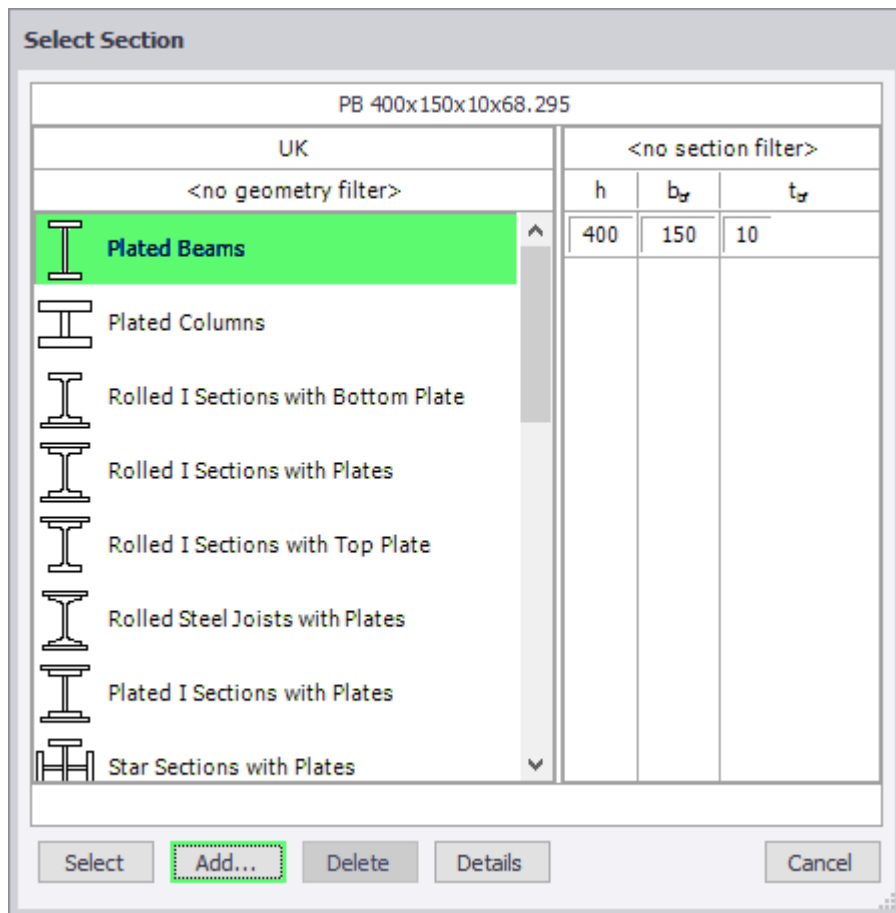 Select Section
PB 400x150x10x68.295
UK
<no section filter>
<no geometry filter>
h
400
150
10
Plated Beams
Plated Columns
Rolled I Sections with Bottom Plate
Rolled I Sections with Plates
Rolled I Sections with Top Plate
Rolled Steel Joists with Plates
Plated I Sections with Plates
Star Sections with Plates
Select Add... Delete Details Cancel